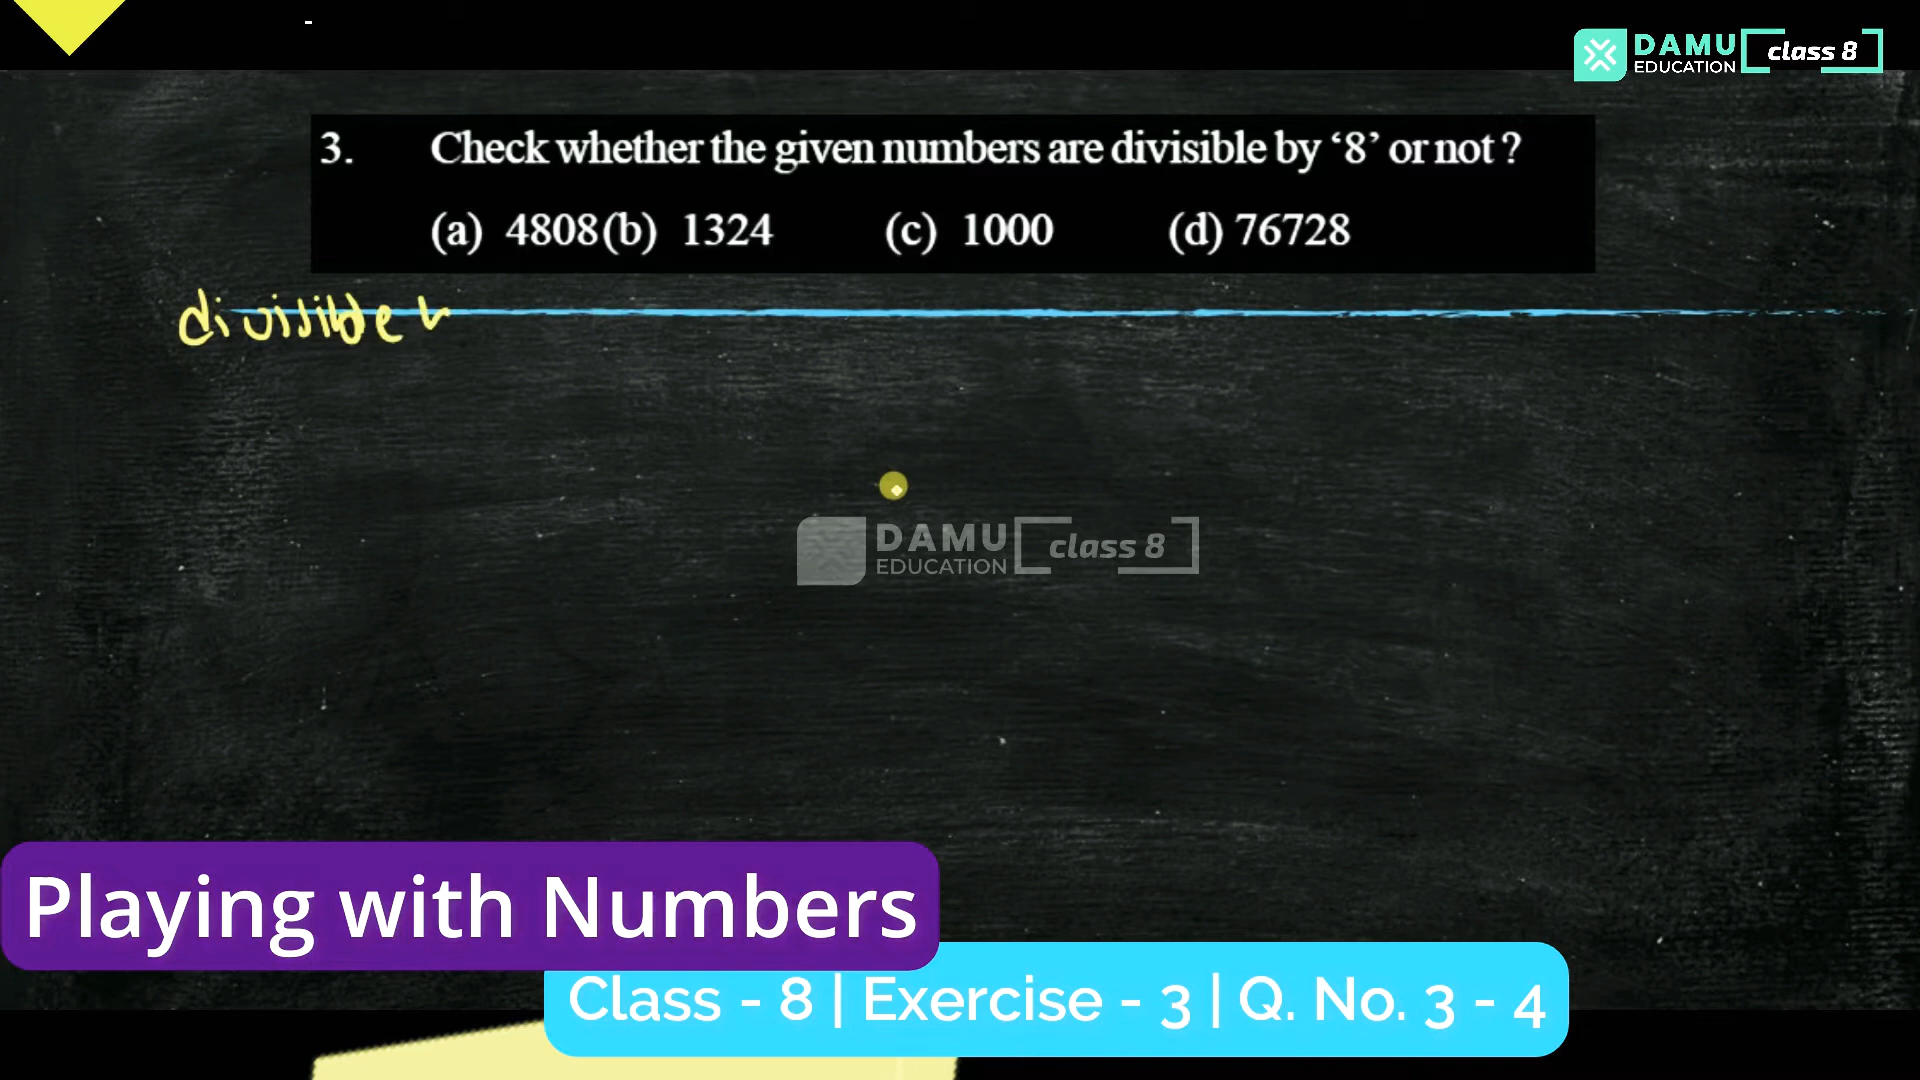 DAMU
EDUCATION
class 8
3. Check whether the given numbers are divisible by ‘8’ or not ?
(a) 4808 (b) 1324 (c) 1000 (d) 76728
divisible
DAMU
EDUCATION
class 8
Playing with Numbers
Class - 8 | Exercise - 3 | Q. No. 3 - 4